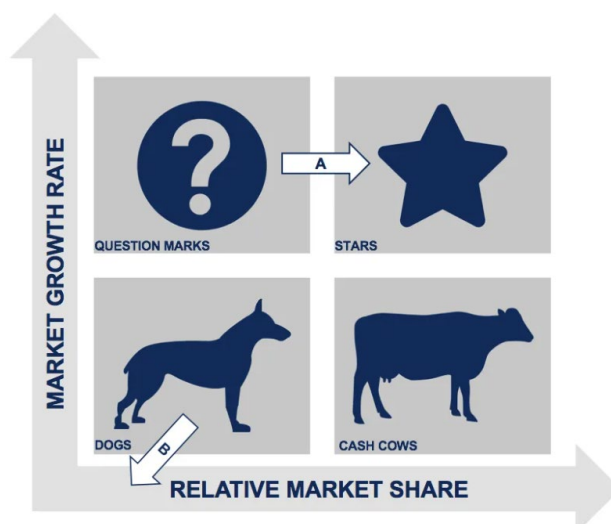 MARKET GROWTH RATE
?
A
QUESTION MARKS
STARS
B
DOGS
CASH COWS
RELATIVE MARKET SHARE